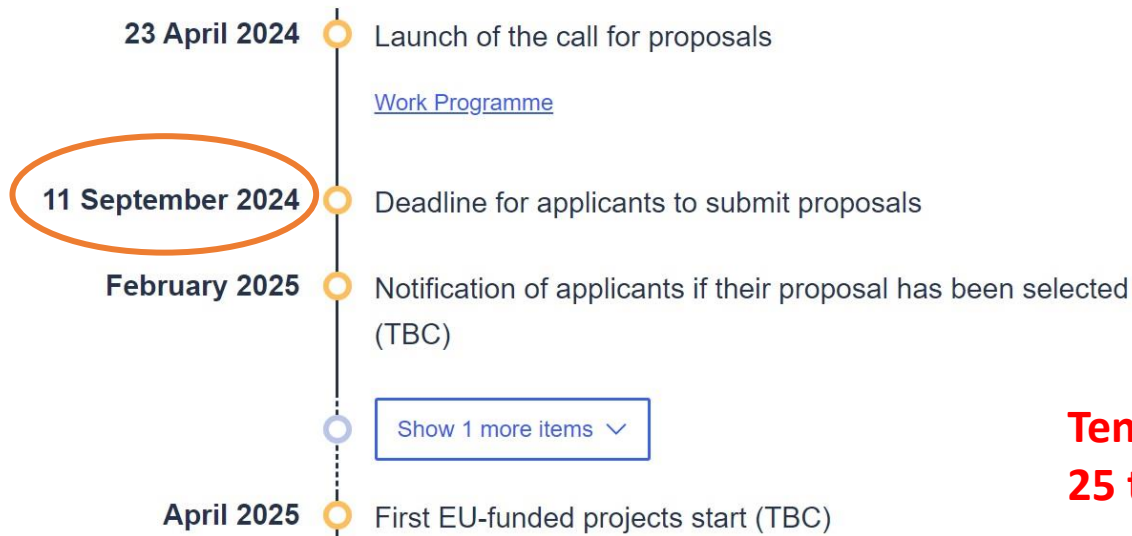 23 April 2024 Launch of the call for proposals
Work Programme
11 September 2024 Deadline for applicants to submit proposals
February 2025 Notification of applicants if their proposal has been selected
(TBC)
Show 1 more items
April 2025 First EU-funded projects start (TBC)
25